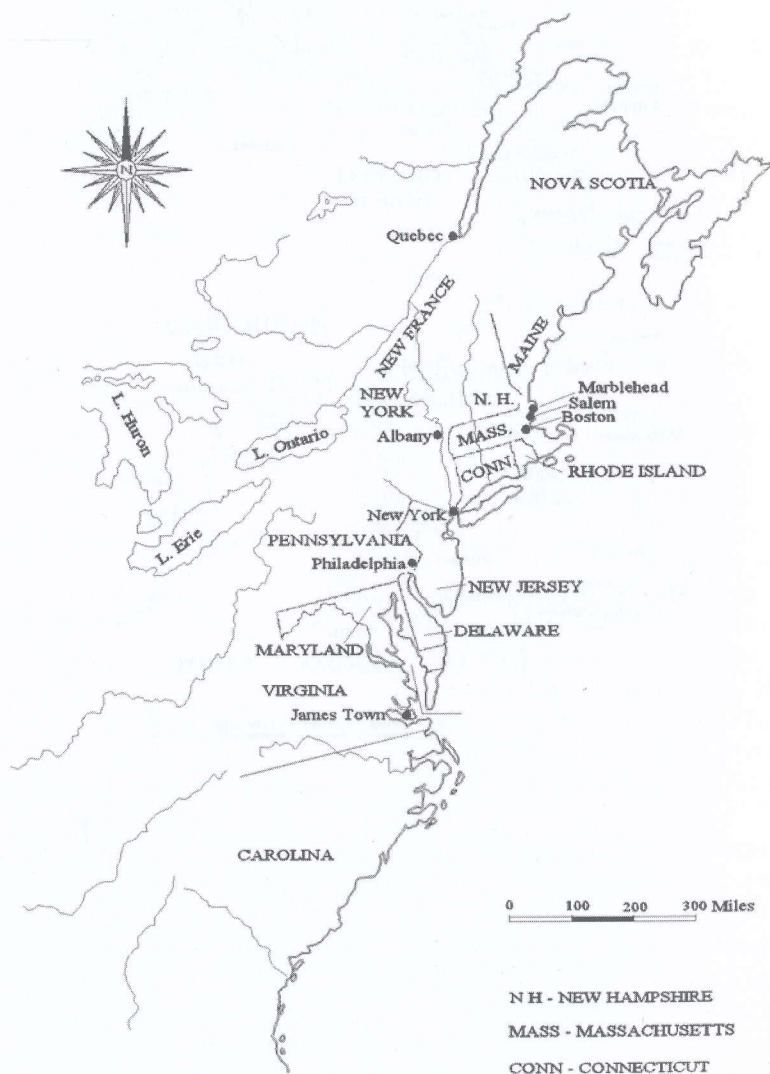 N
NOVA SCOTIA
Quebec
NEW FRANCE
MAINE
NEW
YORK
N. H.
Marblehead
Salem
Boston
L. Huron
L. Ontario
Albany
MASS.
CONN
RHODE ISLAND
L. Erie
New York
PENNSYLVANIA
Philadelphia
NEW JERSEY
DELAWARE
MARYLAND
VIRGINIA
James Town
CAROLINA
0 100 200 300 Miles
N H - NEW HAMPSHIRE
MASS - MASSACHUSETTS
CONN - CONNECTICUT